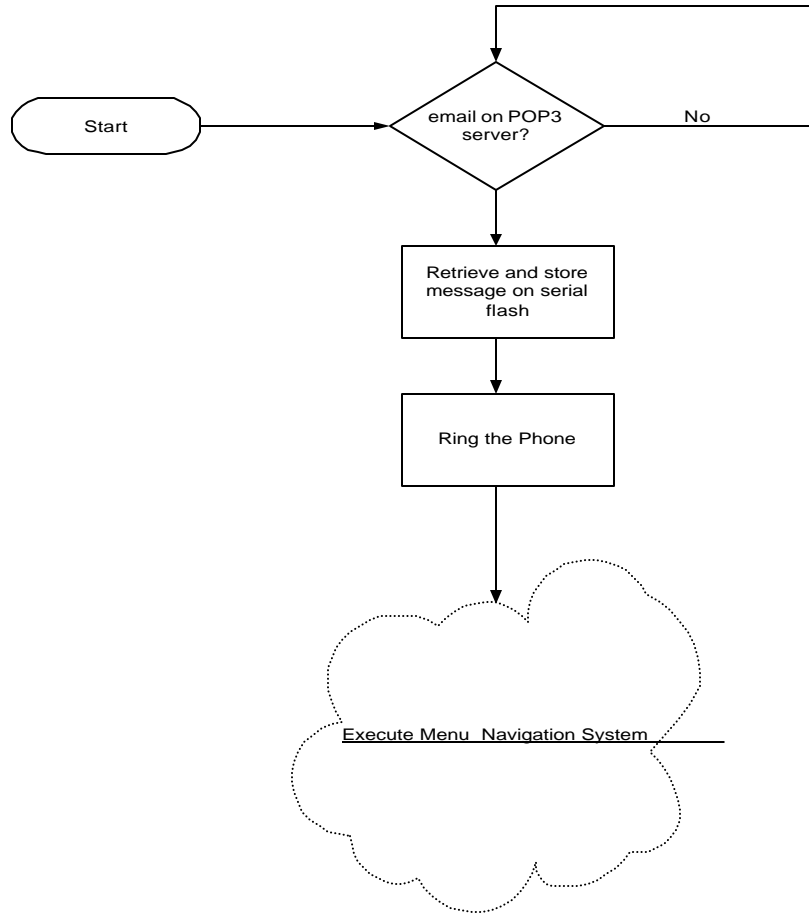 Start
email on POP3
server?
No
Retrieve and store
message on serial
flash
Ring the Phone
Execute Menu  Navigation System